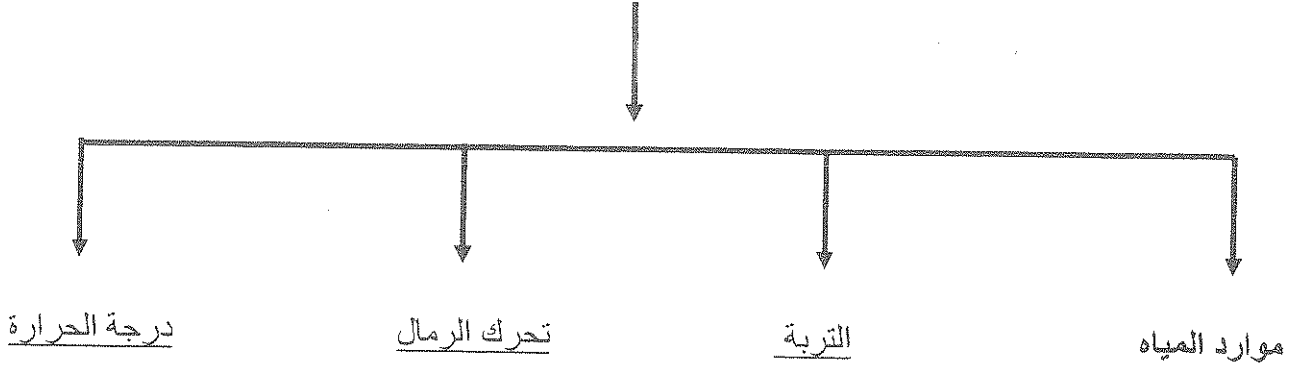 موارد المياه
التربة
تحرك الرمال
درجة الحرارة